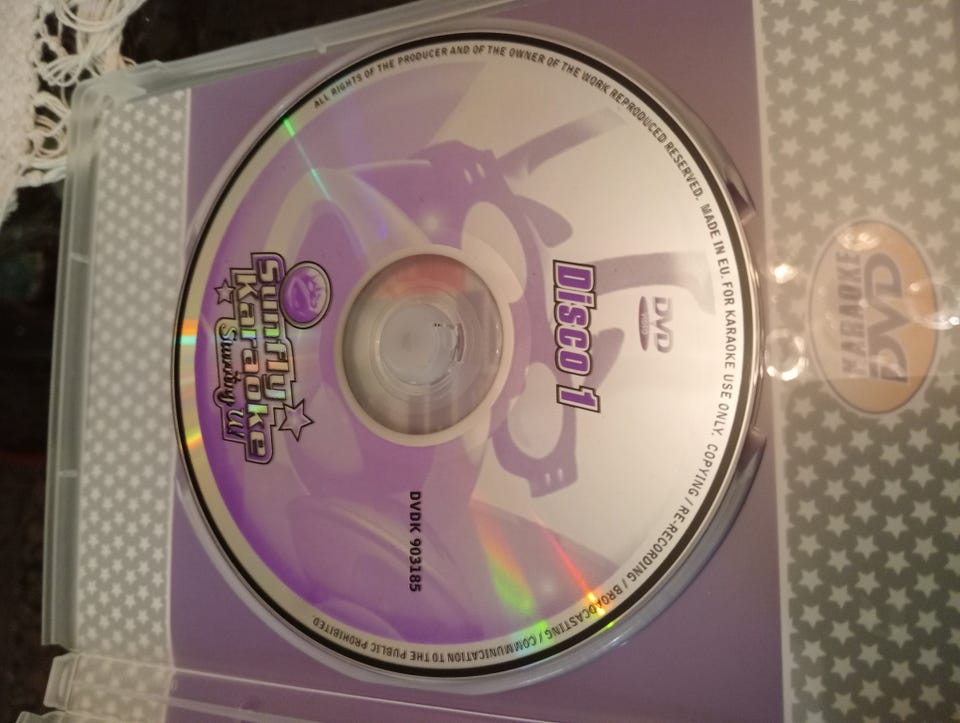 Disco 1
DVD
VIDEO
Sunfly
Karaoke
Starring U!
DVDK 903185
ALL RIGHTS OF THE PRODUCER AND OF THE OWNER OF THE WORK REPRODUCED RESERVED. MADE IN EU. FOR KARAOKE USE ONLY. COPYING / RE-RECORDING / BROADCASTING / COMMUNICATION TO THE PUBLIC PROHIBITED
KARAOKE